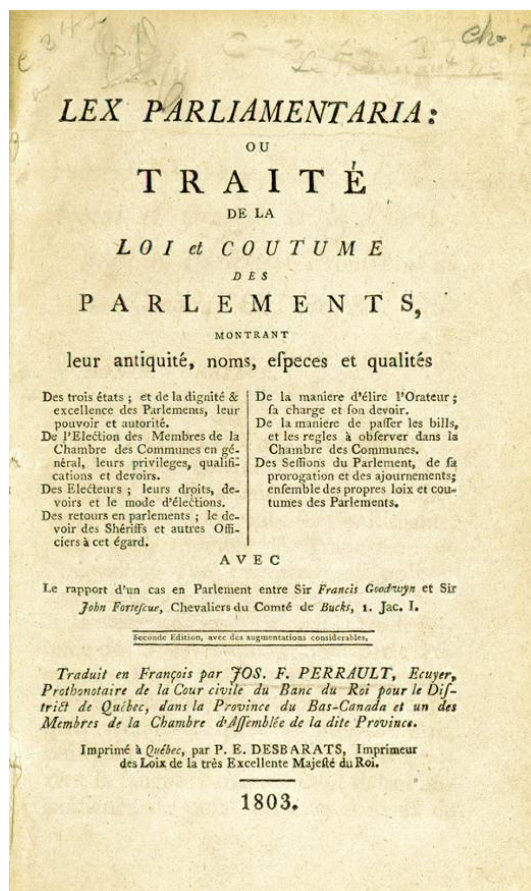 LEX PARLIAMENTARIA:
OU
TRAITÉ
DE LA
LOI et COUTUME
DES
PARLEMENTS,
MONTRANT
leur antiquité, noms, eſpeces et qualités
Des trois états ; et de la dignité &
excellence des Parlements, leur
pouvoir et autorité.
De l'Election des Membres de la
Chambre des Communes en gé-
néral, leurs privileges, qualifi-
cations et devoirs.
Des Electeurs ; leurs droits, de-
voirs et le mode d'élections.
Des retours en parlements ; le de-
voir des Shériffs et autres Offi-
ciers à cet égard.
De la maniere d'élire l'Orateur ;
ſa charge et ſon devoir.
De la maniere de paſſer les bills,
et les regles à obſerver dans la
Chambre des Communes.
Des Seſſions du Parlement, de ſa
prorogation et des ajournements;
enſemble des propres loix et cou-
tumes des Parlements.
AVEC
Le rapport d'un cas en Parlement entre Sir Francis Goodwyn et Sir
John Forteſcue, Chevaliers du Comté de Bucks, 1. Jac. I.
Seconde Edition, avec des augmentations considerables,
Traduit en François par JOS. F. PERRAULT, Ecuyer,
Prothonotaire de la Cour civile du Banc du Roi pour le Diſ-
trict de Québec, dans la Province du Bas-Canada et un des
Membres de la Chambre d'Aſſemblée de la dite Province.
Imprimé à Québec, par P. E. DESBARATS, Imprimeur
des Loix de la très Excellente Majeſté du Roi.
1803.